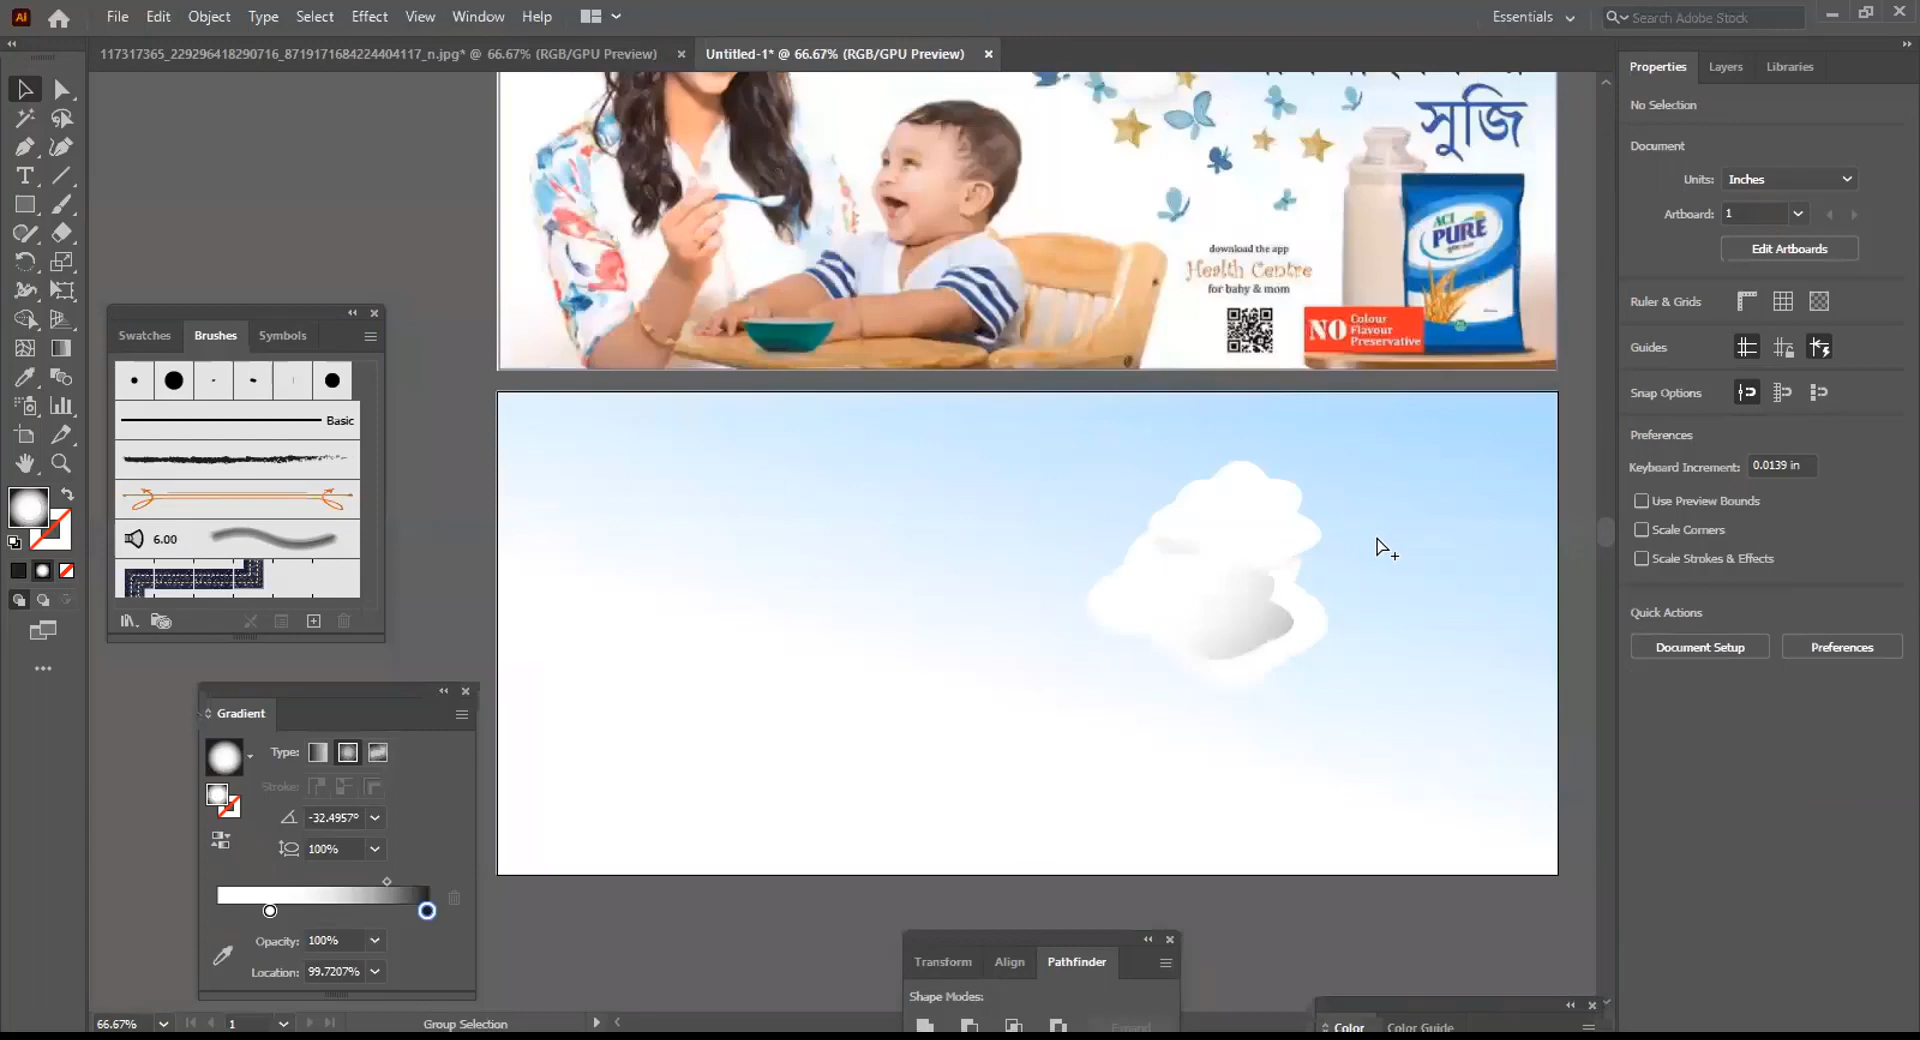 File Edit Object Type Select Effect View Window Help
Essentials
Search Adobe Stock
117317365_229296418290716_8719171684224404117_n.jpg* @ 66.67% (RGB/GPU Preview)
Untitled-1* @ 66.67% (RGB/GPU Preview)
Properties Layers Libraries
No Selection
Document
Units: Inches
Artboard: 1
Edit Artboards
Ruler & Grids
Guides
Snap Options
Preferences
Keyboard Increment: 0.0139 in
Use Preview Bounds
Scale Corners
Scale Strokes & Effects
Quick Actions
Document Setup Preferences
সুজি
ACI
PURE
download the app
Health Centre
for baby & mom
NO Colour
Flavour
Preservative
Swatches Brushes Symbols
Basic
6.00
Gradient
Type:
Stroke:
-32.4957°
100%
Opacity: 100%
Location: 99.7207%
Transform Align Pathfinder
Shape Modes:
Expand
Color Color Guide
66.67% 1 Group Selection